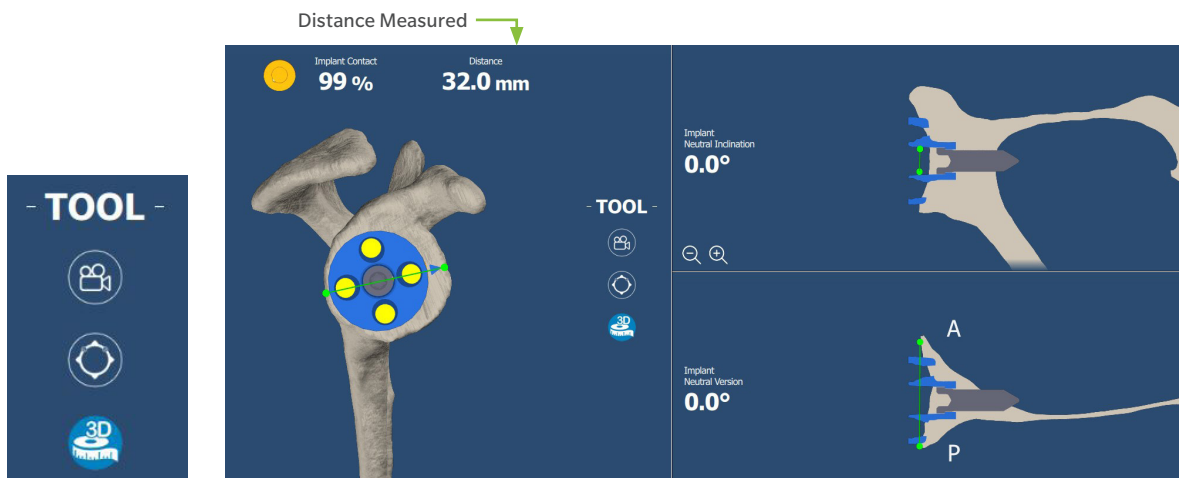 Distance Measured
- TOOL -
3D
Implant Contact
99 %
Distance
32.0 mm
- TOOL -
3D
Implant
Neutral Inclination
0.0°
Implant
Neutral Version
0.0°
A
P